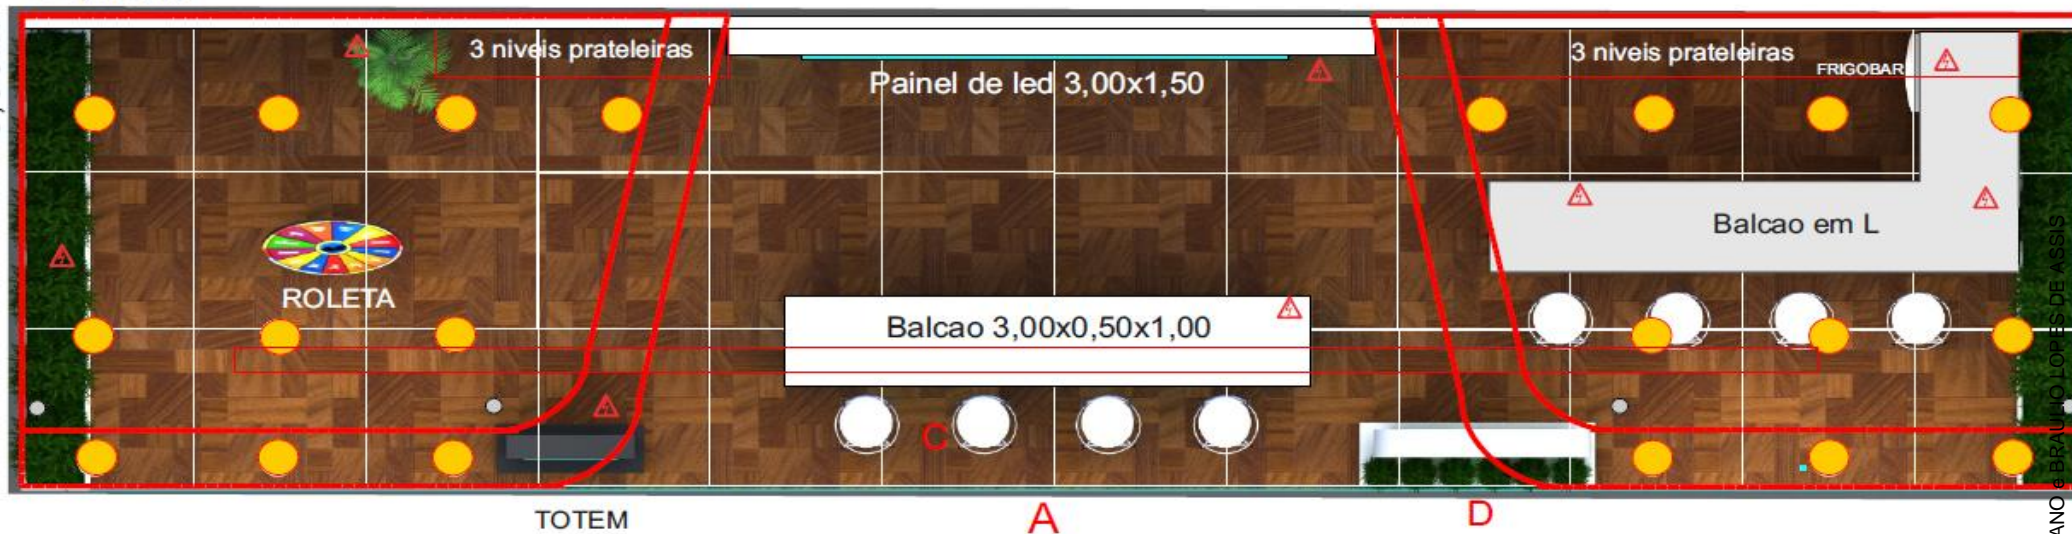 3 niveis prateleiras
3 niveis prateleiras
FRIGOBAR
Painel de led 3,00x1,50
Balcao em L
ROLETA
Balcao 3,00x0,50x1,00
C
TOTEM
A
D
ANO e BRAULIO LOPES DE ASSIS